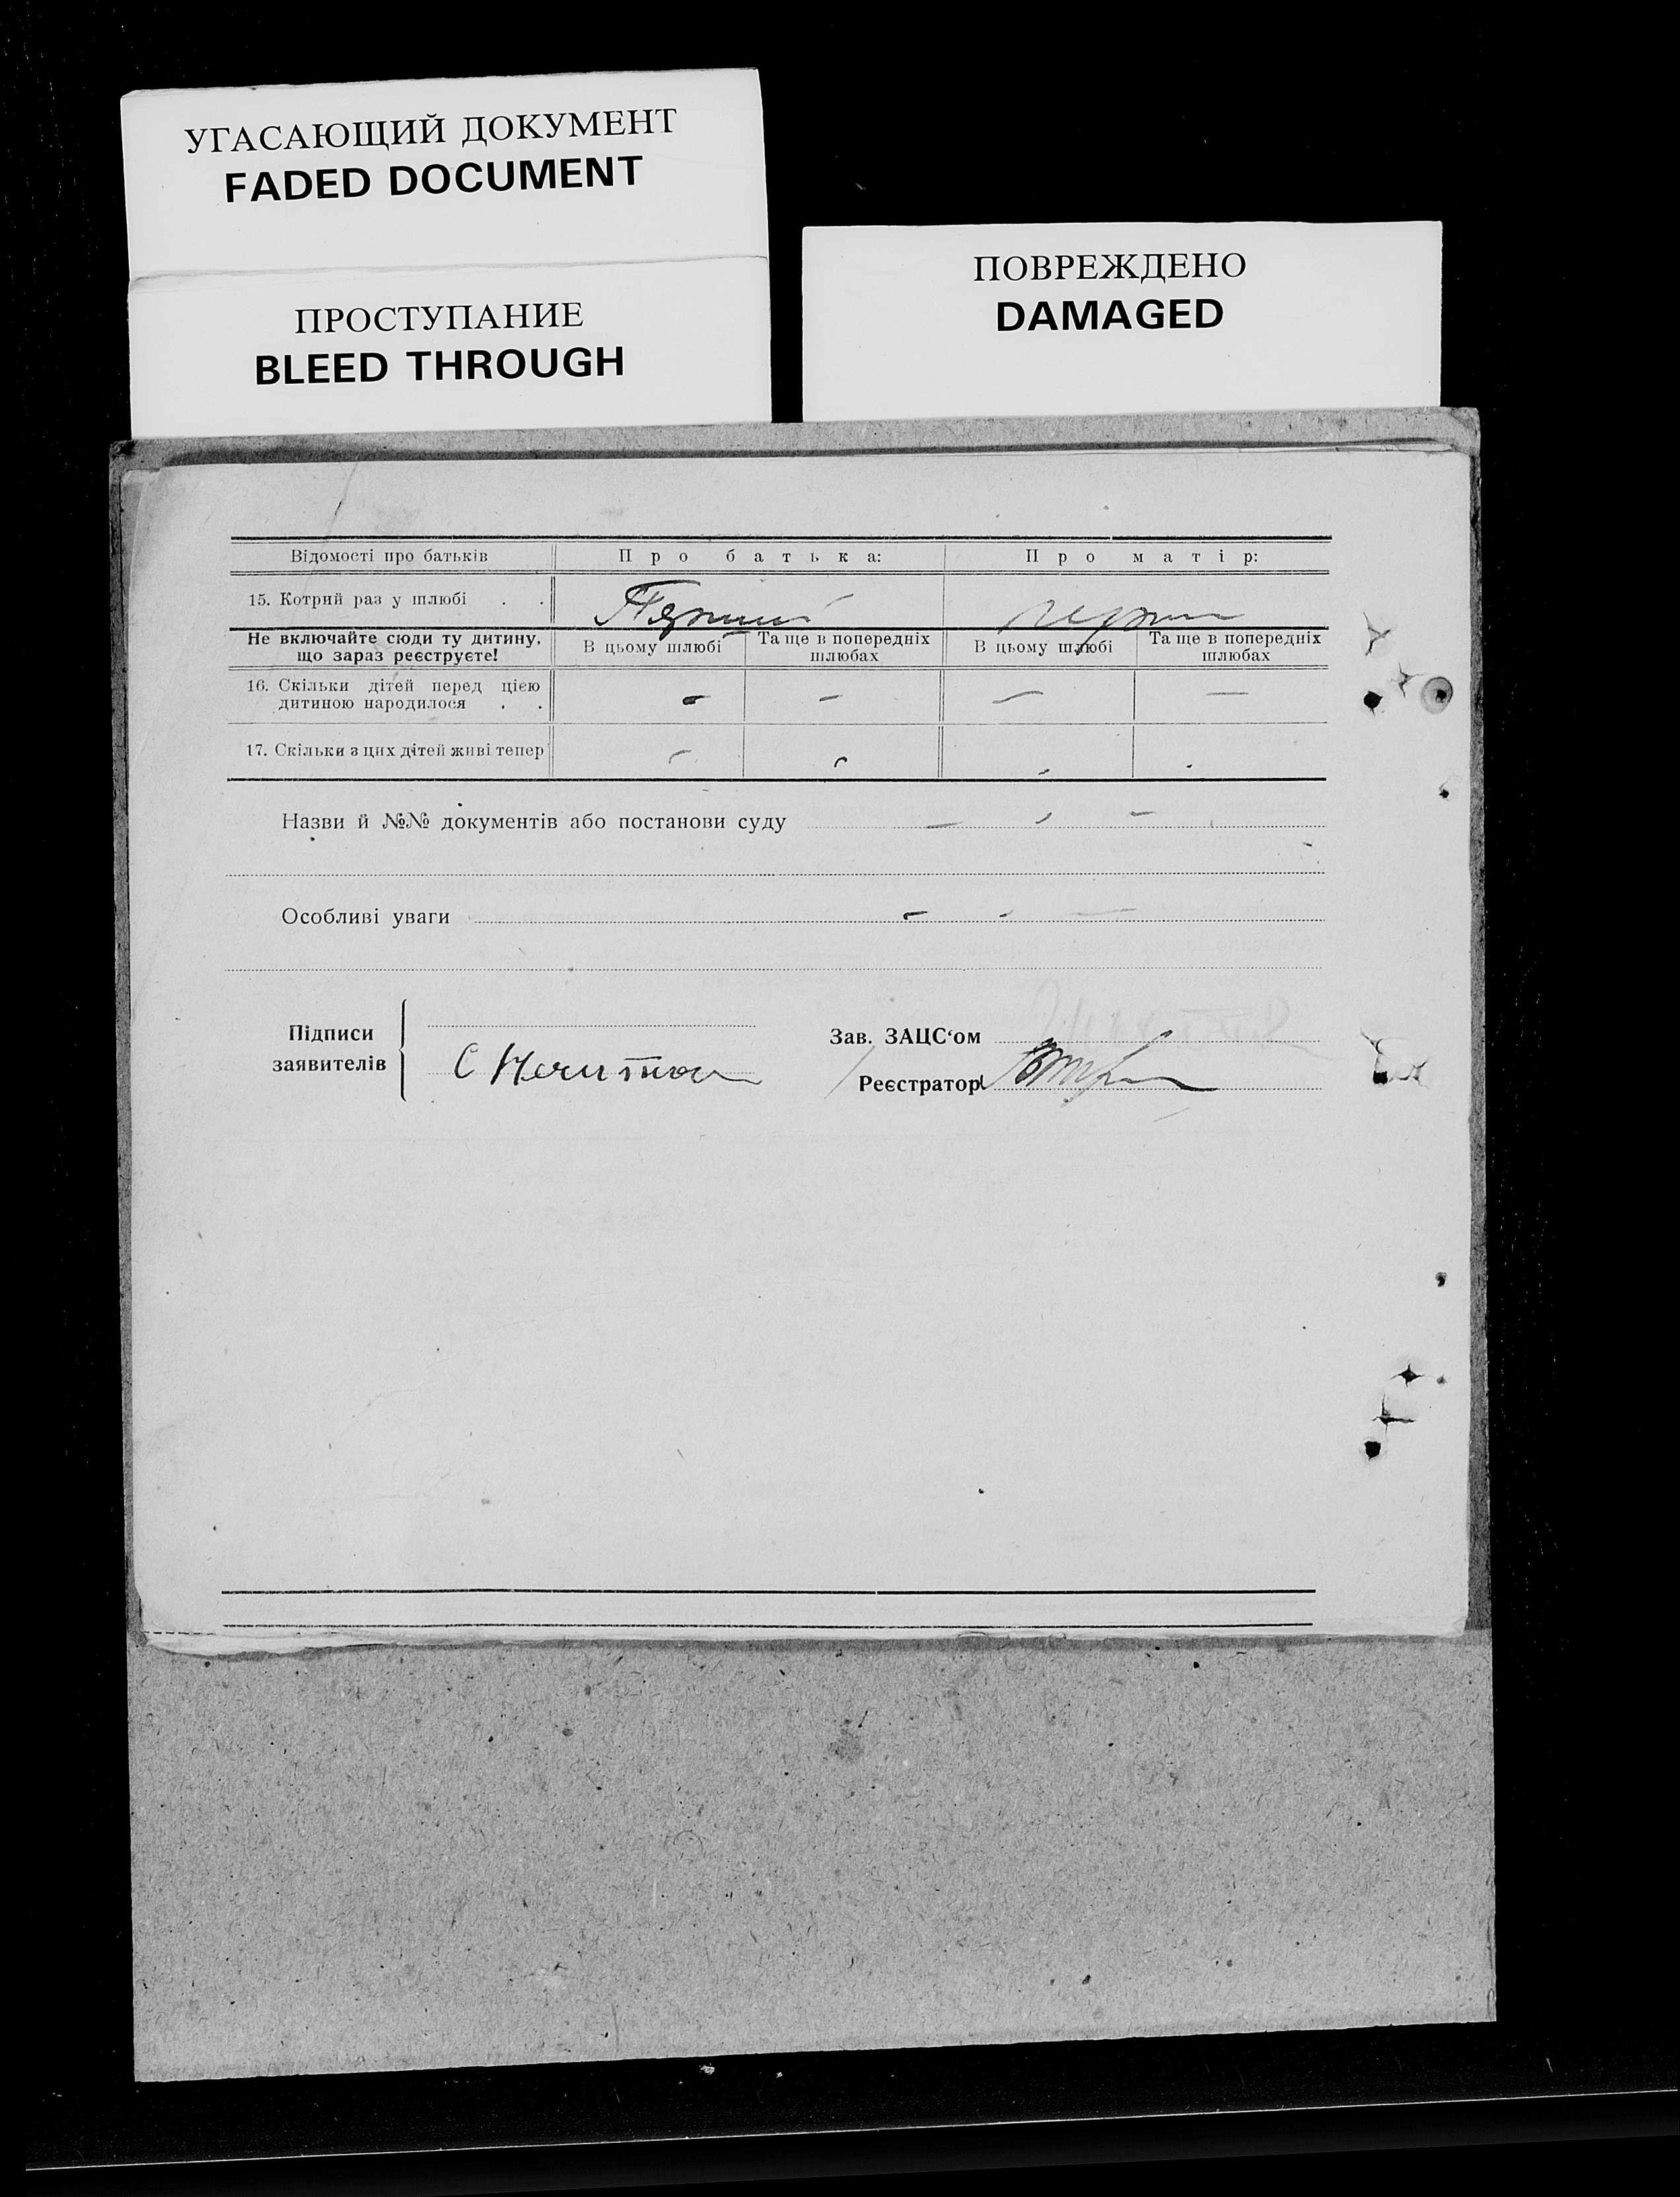 УГАСАЮЩИЙ ДОКУМЕНТ
FADED DOCUMENT
ПРОСТУПАНИЕ
BLEED THROUGH
ПОВРЕЖДЕНО
DAMAGED
Відомості про батьків Про батька: Про матір:
15. Котрий раз у шлюбі . . Перший
Не включайте сюди ту дитину, що зараз реєструєте! В цьому шлюбі Та ще в попередніх шлюбах В цьому шлюбі Та ще в попередніх шлюбах
16. Скільки дітей перед цією
дитиною народилося . . – – – –
17. Скільки з цих дітей живі тепер
Назви й №№ документів або постанови суду
Особливі уваги
Підписи
заявителів
Зав. ЗАЦС‘ом
Реєстратор